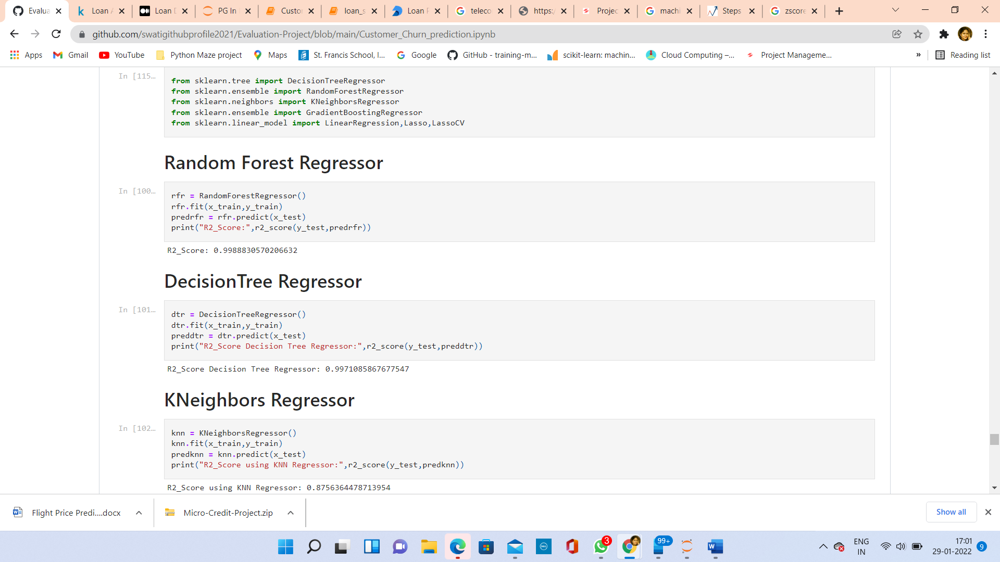 Evalua
Loan A
Loan D
PG In
Custo
loan_s
Loan P
teleco
https:/
Projec
machi
Steps
zscore
github.com/swatigithubprofile2021/Evaluation-Project/blob/main/Customer_Churn_prediction.ipynb
Apps
Gmail
YouTube
Python Maze project
Maps
St. Francis School, I...
Google
GitHub - training-m...
scikit-learn: machin...
Cloud Computing –...
Project Manageme...
»
Reading list
In [115...
from sklearn.tree import DecisionTreeRegressor
from sklearn.ensemble import RandomForestRegressor
from sklearn.neighbors import KNeighborsRegressor
from sklearn.ensemble import GradientBoostingRegressor
from sklearn.linear_model import LinearRegression,Lasso,LassoCV
Random Forest Regressor
In [100...
rfr = RandomForestRegressor()
rfr.fit(x_train,y_train)
predrfr = rfr.predict(x_test)
print("R2_Score:",r2_score(y_test,predrfr))
R2_Score: 0.9988830570206632
DecisionTree Regressor
In [101...
dtr = DecisionTreeRegressor()
dtr.fit(x_train,y_train)
preddtr = dtr.predict(x_test)
print("R2_Score Decision Tree Regressor:",r2_score(y_test,preddtr))
R2_Score Decision Tree Regressor: 0.9971085867677547
KNeighbors Regressor
In [102...
knn = KNeighborsRegressor()
knn.fit(x_train,y_train)
predknn = knn.predict(x_test)
print("R2_Score using KNN Regressor:",r2_score(y_test,predknn))
R2_Score using KNN Regressor: 0.8756364478713954
Flight Price Predi....docx
Micro-Credit-Project.zip
Show all
3
99+
ENG
IN
17:01
29-01-2022
9